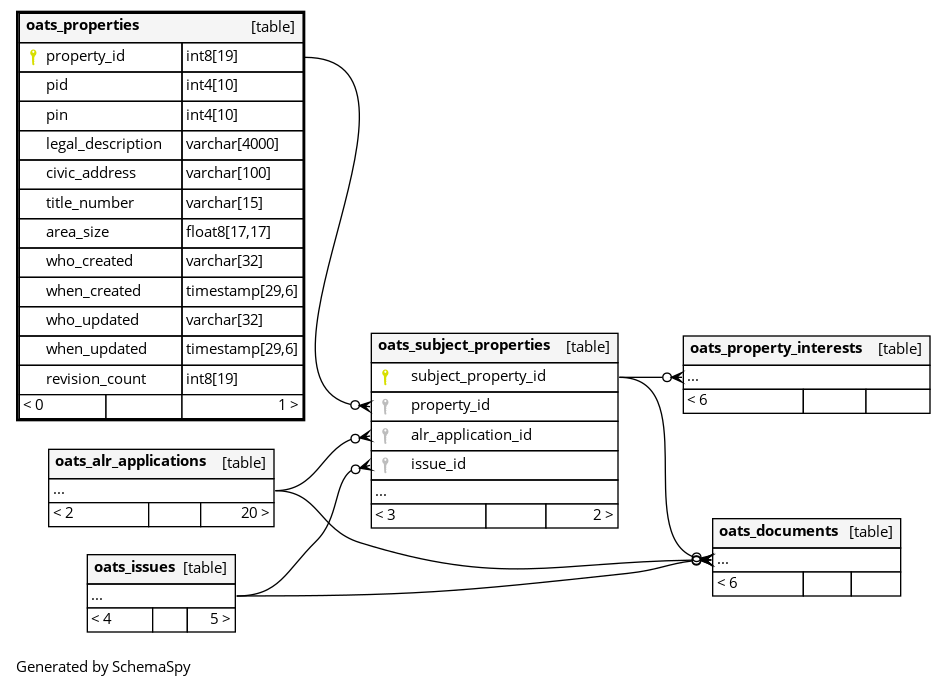 oats_properties [table]
property_id int8[19]
pid int4[10]
pin int4[10]
legal_description varchar[4000]
civic_address varchar[100]
title_number varchar[15]
area_size float8[17,17]
who_created varchar[32]
when_created timestamp[29,6]
who_updated varchar[32]
when_updated timestamp[29,6]
revision_count int8[19]
< 0 1 >
oats_subject_properties [table]
subject_property_id
property_id
alr_application_id
issue_id
...
< 3 2 >
oats_property_interests [table]
...
< 6
oats_alr_applications [table]
...
< 2 20 >
oats_documents [table]
...
< 6
oats_issues [table]
...
< 4 5 >
Generated by SchemaSpy